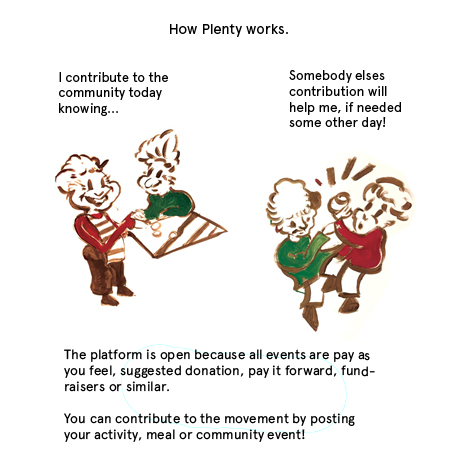 How Plenty works.
I contribute to the
community today
knowing...
Somebody elses
contribution will
help me, if needed
some other day!
The platform is open because all events are pay as
you feel, suggested donation, pay it forward, fund-
raisers or similar.
You can contribute to the movement by posting
your activity, meal or community event!